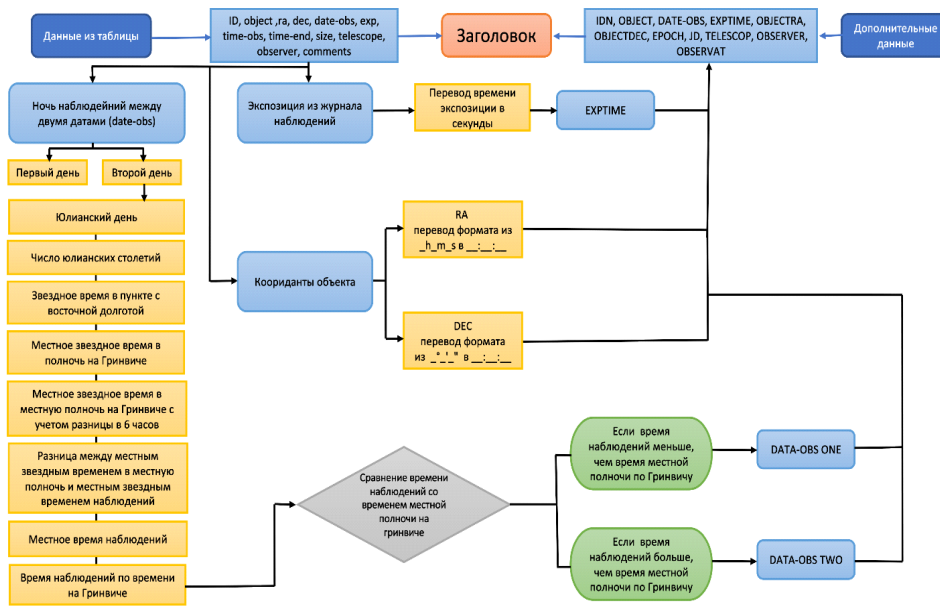 Данные из таблицы
ID, object ,ra, dec, date-obs, exp,
time-obs, time-end, size, telescope,
observer, comments
Заголовок
IDN, OBJECT, DATE-OBS, EXPTIME, OBJECTRA,
OBJECTDEC, EPOCH, JD, TELESCOP, OBSERVER,
OBSERVAT
Дополнительные
данные
Ночь наблюдейний между
двумя датами (date-obs)
Экспозиция из журнала
наблюдений
Перевод времени
экспозиции в
секунды
EXPTIME
Первый день
Второй день
Юлианский день
Число юлианских столетий
Звездное время в пункте с
восточной долготой
Местное звездное время в
полночь на Гринвиче
Местное звездное время в
местную полночь на Гринвиче с
учетом разницы в 6 часов
Разница между местным
звездным временем в местную
полночь и местным звездным
временем наблюдений
Местное время наблюдений
Время наблюдений по времени
на Гринвиче
Коориданты объекта
RA
перевод формата из
_h_m_s в __:__:__
DEC
перевод формата
из _°_'_" в __:__:__
Сравнение времени
наблюдений со
временем местной
полночи на
гринвиче
Если время
наблюдений меньше,
чем время местной
полночи по Гринвичу
DATA-OBS ONE
Если время
наблюдений больше,
чем время местной
полночи по Гринвичу
DATA-OBS TWO